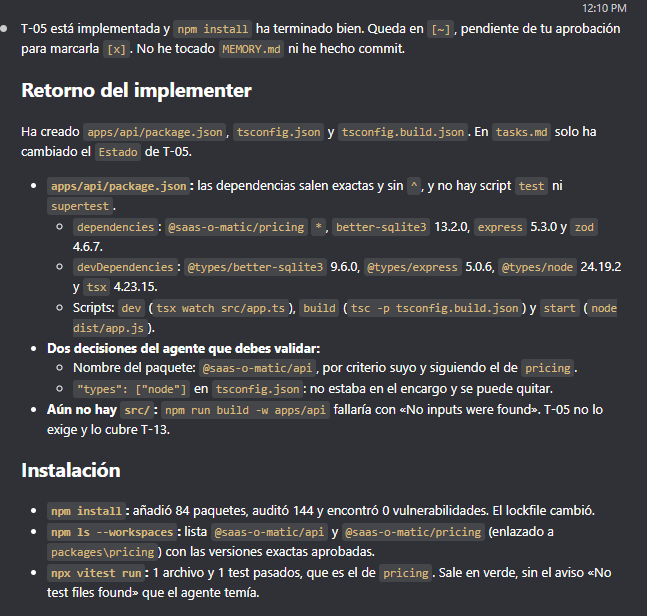 12:10 PM
T-05 está implementada y npm install ha terminado bien. Queda en [~], pendiente de tu aprobación
para marcarla [x]. No he tocado MEMORY.md ni he hecho commit.
Retorno del implementer
Ha creado apps/api/package.json, tsconfig.json y tsconfig.build.json. En tasks.md solo ha
cambiado el Estado de T-05.
apps/api/package.json: las dependencias salen exactas y sin ^, y no hay script test ni
supertest.
dependencies: @saas-o-matic/pricing *, better-sqlite3 13.2.0, express 5.3.0 y zod
4.6.7.
devDependencies: @types/better-sqlite3 9.6.0, @types/express 5.0.6, @types/node 24.19.2
y tsx 4.23.15.
Scripts: dev (tsx watch src/app.ts), build (tsc -p tsconfig.build.json) y start (node
dist/app.js).
Dos decisiones del agente que debes validar:
Nombre del paquete: @saas-o-matic/api, por criterio suyo y siguiendo el de pricing.
"types": ["node"] en tsconfig.json: no estaba en el encargo y se puede quitar.
Aún no hay src/: npm run build -w apps/api fallaría con «No inputs were found». T-05 no lo
exige y lo cubre T-13.
Instalación
npm install: añadió 84 paquetes, auditó 144 y encontró 0 vulnerabilidades. El lockfile cambió.
npm ls --workspaces: lista @saas-o-matic/api y @saas-o-matic/pricing (enlazado a
packages\pricing) con las versiones exactas aprobadas.
npx vitest run: 1 archivo y 1 test pasados, que es el de pricing. Sale en verde, sin el aviso «No
test files found» que el agente temía.